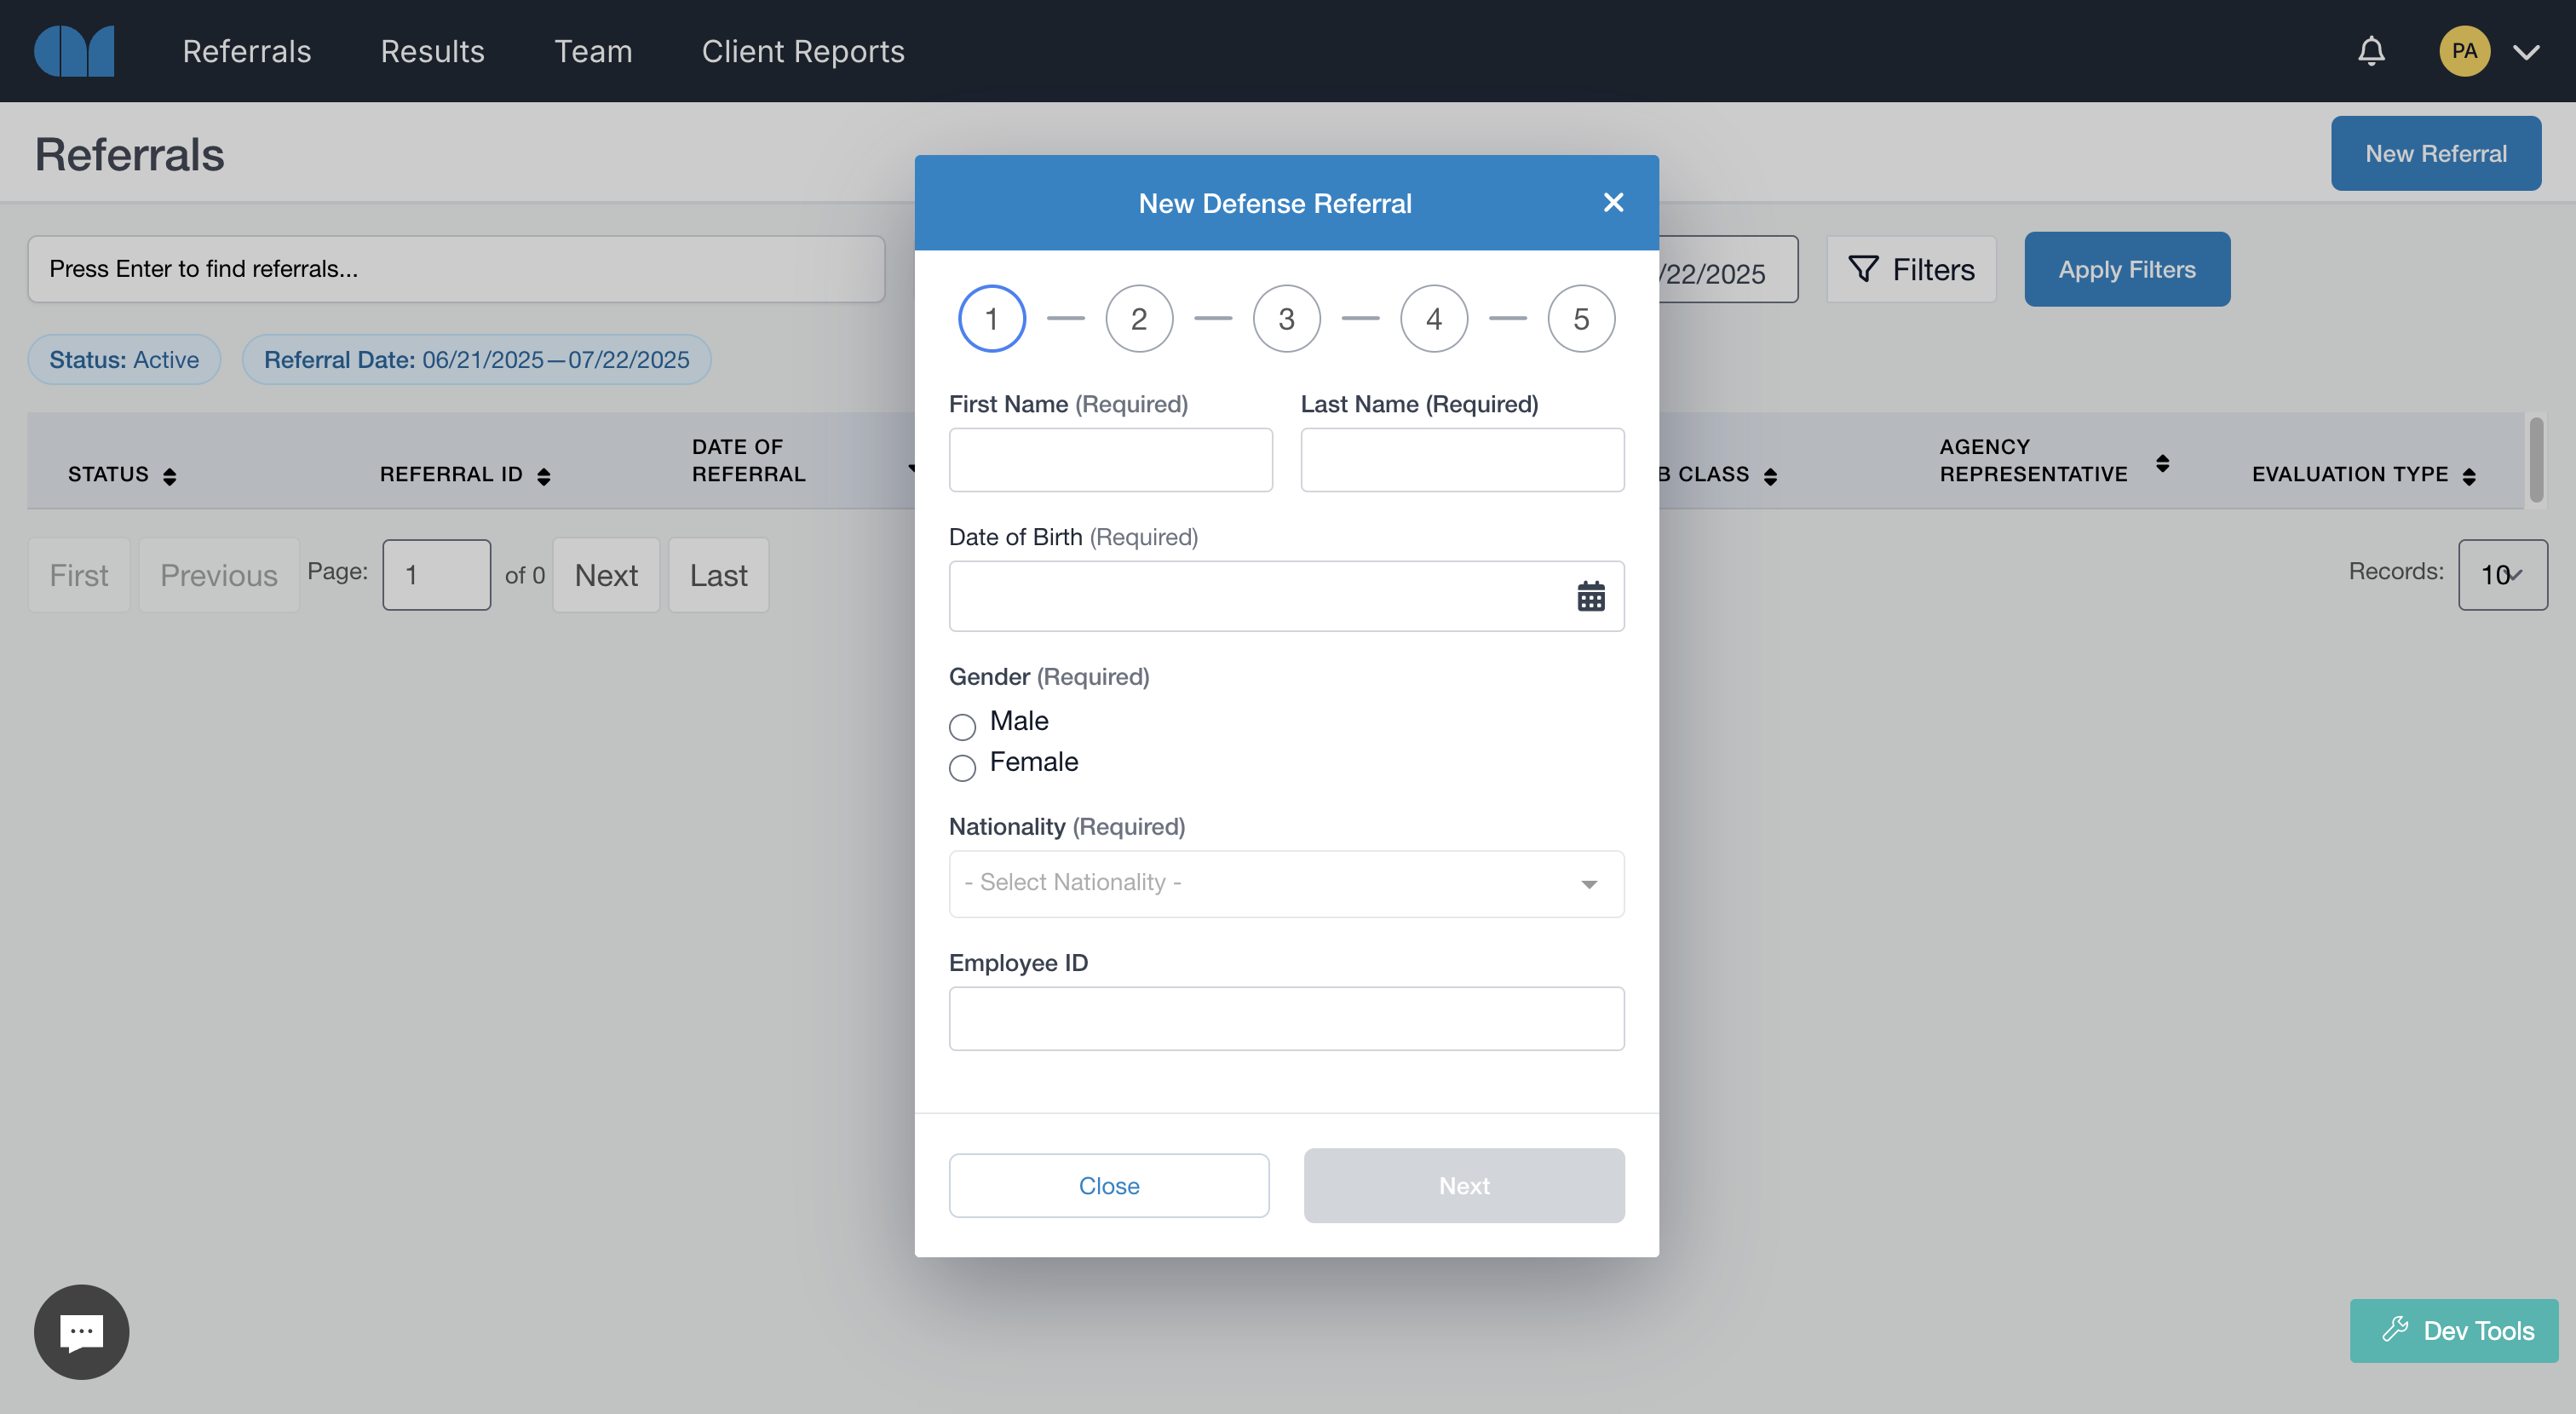 Referrals
Results
Team
Client Reports
PA
Referrals
New Referral
New Defense Referral
Press Enter to find referrals...
/22/2025
Filters
Apply Filters
1
2
3
4
5
Status: Active
Referral Date: 06/21/2025—07/22/2025
First Name (Required)
Last Name (Required)
STATUS
REFERRAL ID
DATE OF
REFERRAL
B CLASS
AGENCY
REPRESENTATIVE
EVALUATION TYPE
Date of Birth (Required)
First
Previous
Page:
1
of 0
Next
Last
Records:
10
Gender (Required)
Male
Female
Nationality (Required)
- Select Nationality -
Employee ID
Close
Next
Dev Tools